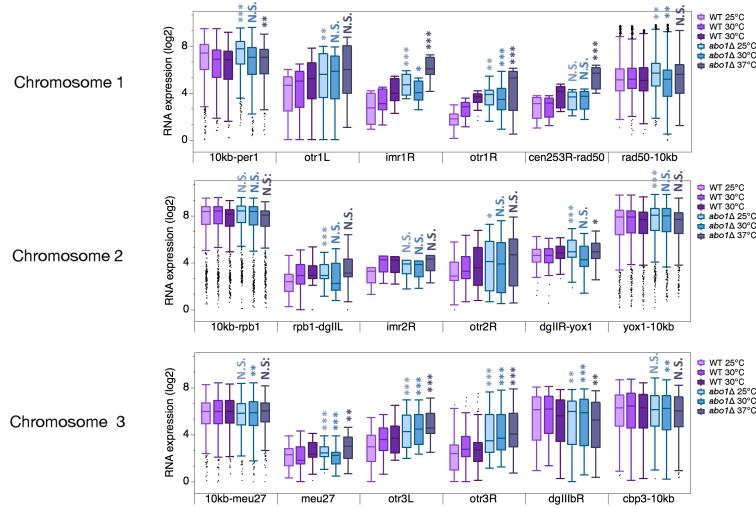 Chromosome 1
RNA expression (log2)
8
4
0
*** N.S. **
** N.S. N.S.
*** * ***
** *** ***
N.S. N.S. ***
** ** N.S.
10kb-per1 otr1L imr1R otr1R cen253R-rad50 rad50-10kb
WT 25°C
WT 30°C
WT 30°C
abo1Δ 25°C
abo1Δ 30°C
abo1Δ 37°C
Chromosome 2
RNA expression (log2)
8
4
0
N.S. N.S. N.S.
*** N.S. N.S.
N.S. N.S. N.S.
* N.S. N.S.
*** N.S. *
*** N.S. N.S.
10kb-rpb1 rpb1-dgIIL imr2R otr2R dgIIR-yox1 yox1-10kb
WT 25°C
WT 30°C
WT 30°C
abo1Δ 25°C
abo1Δ 30°C
abo1Δ 37°C
Chromosome 3
RNA expression (log2)
8
4
0
N.S. ** N.S.
*** *** **
*** *** ***
*** *** ***
** *** **
N.S. ** N.S.
10kb-meu27 meu27 otr3L otr3R dgIIIbR cbp3-10kb
WT 25°C
WT 30°C
WT 30°C
abo1Δ 25°C
abo1Δ 30°C
abo1Δ 37°C